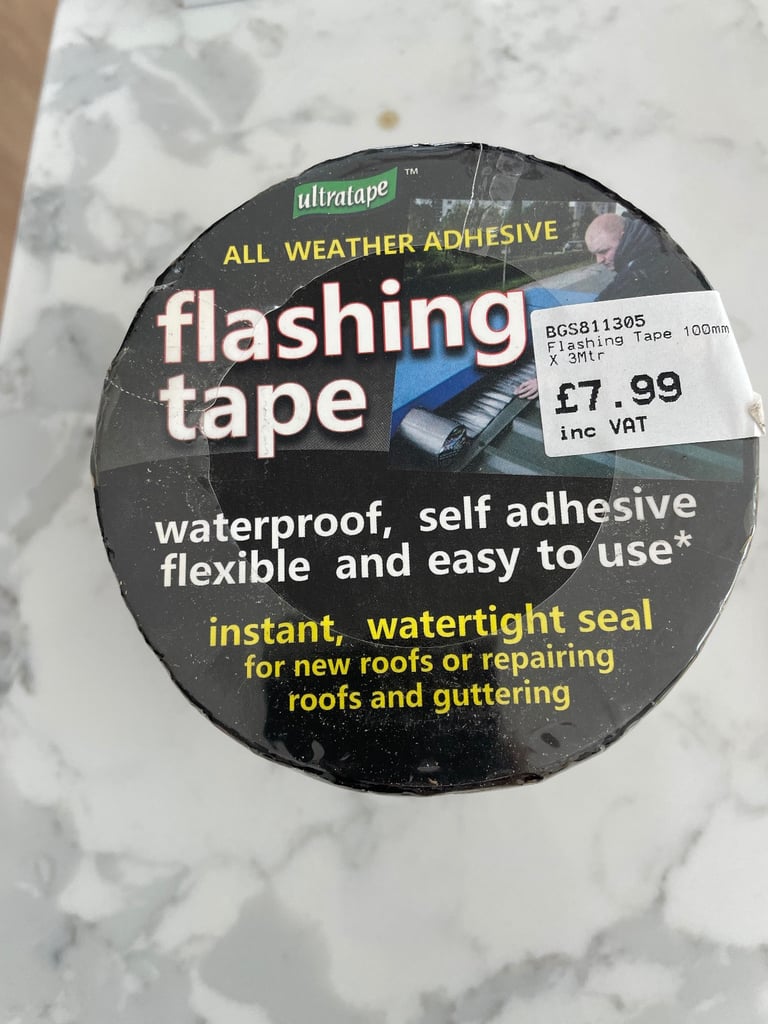 ultratape ™
ALL WEATHER ADHESIVE
flashing
tape
BGS811305
Flashing Tape 100mm
X 3Mtr
£7.99
inc VAT
waterproof, self adhesive
flexible and easy to use*
instant, watertight seal
for new roofs or repairing
roofs and guttering